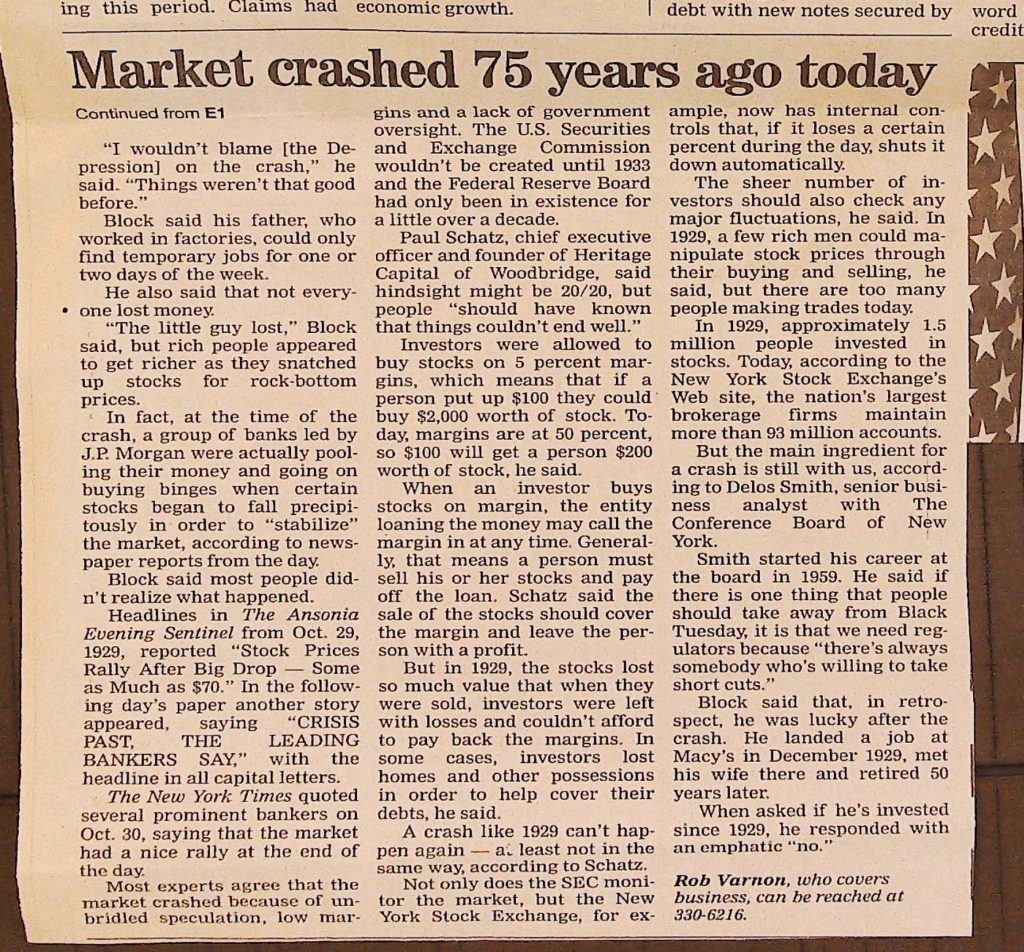 ing this period. Claims had
economic growth.
debt with new notes secured by
word
credit
Market crashed 75 years ago today
Continued from E1
"I wouldn't blame [the De-
pression] on the crash," he
said. "Things weren't that good
before."
Block said his father, who
worked in factories, could only
find temporary jobs for one or
two days of the week.
He also said that not every-
one lost money.
"The little guy lost," Block
said, but rich people appeared
to get richer as they snatched
up stocks for rock-bottom
prices.
In fact, at the time of the
crash, a group of banks led by
J.P. Morgan were actually pool-
ing their money and going on
buying binges when certain
stocks began to fall precipi-
tously in order to "stabilize"
the market, according to news-
paper reports from the day.
Block said most people did-
n't realize what happened.
Headlines in The Ansonia
Evening Sentinel from Oct. 29,
1929, reported "Stock Prices
Rally After Big Drop — Some
as Much as $70." In the follow-
ing day's paper another story
appeared, saying "CRISIS
PAST, THE LEADING
BANKERS SAY," with the
headline in all capital letters.
The New York Times quoted
several prominent bankers on
Oct. 30, saying that the market
had a nice rally at the end of
the day.
Most experts agree that the
market crashed because of un-
bridled speculation, low mar-
gins and a lack of government
oversight. The U.S. Securities
and Exchange Commission
wouldn't be created until 1933
and the Federal Reserve Board
had only been in existence for
a little over a decade.
Paul Schatz, chief executive
officer and founder of Heritage
Capital of Woodbridge, said
hindsight might be 20/20, but
people "should have known
that things couldn't end well."
Investors were allowed to
buy stocks on 5 percent mar-
gins, which means that if a
person put up $100 they could
buy $2,000 worth of stock. To-
day, margins are at 50 percent,
so $100 will get a person $200
worth of stock, he said.
When an investor buys
stocks on margin, the entity
loaning the money may call the
margin in at any time. General-
ly, that means a person must
sell his or her stocks and pay
off the loan. Schatz said the
sale of the stocks should cover
the margin and leave the per-
son with a profit.
But in 1929, the stocks lost
so much value that when they
were sold, investors were left
with losses and couldn't afford
to pay back the margins. In
some cases, investors lost
homes and other possessions
in order to help cover their
debts, he said.
A crash like 1929 can't hap-
pen again — at least not in the
same way, according to Schatz.
Not only does the SEC moni-
tor the market, but the New
York Stock Exchange, for ex-
ample, now has internal con-
trols that, if it loses a certain
percent during the day, shuts it
down automatically.
The sheer number of in-
vestors should also check any
major fluctuations, he said. In
1929, a few rich men could ma-
nipulate stock prices through
their buying and selling, he
said, but there are too many
people making trades today.
In 1929, approximately 1.5
million people invested in
stocks. Today, according to the
New York Stock Exchange's
Web site, the nation's largest
brokerage firms maintain
more than 93 million accounts.
But the main ingredient for
a crash is still with us, accord-
ing to Delos Smith, senior busi-
ness analyst with The
Conference Board of New
York.
Smith started his career at
the board in 1959. He said if
there is one thing that people
should take away from Black
Tuesday, it is that we need reg-
ulators because "there's always
somebody who's willing to take
short cuts."
Block said that, in retro-
spect, he was lucky after the
crash. He landed a job at
Macy's in December 1929, met
his wife there and retired 50
years later.
When asked if he's invested
since 1929, he responded with
an emphatic "no."
Rob Varnon, who covers
business, can be reached at
330-6216.